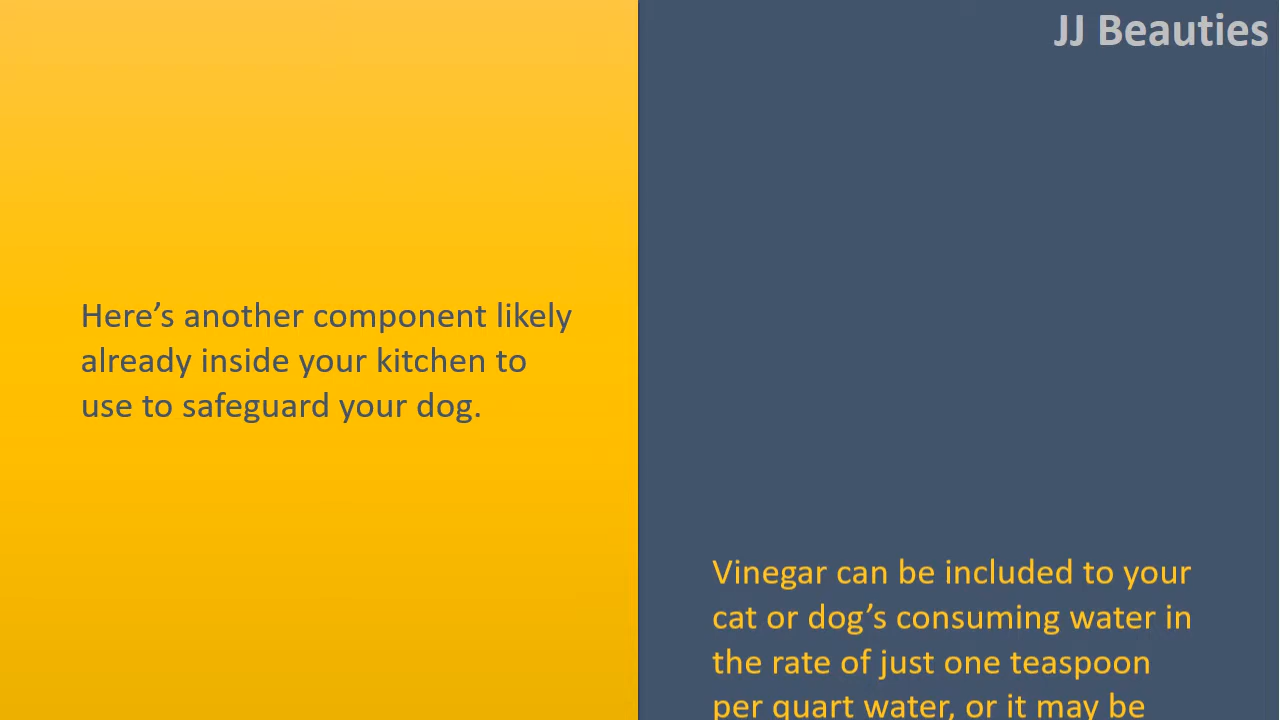 JJ Beauties
Here’s another component likely
already inside your kitchen to
use to safeguard your dog.
Vinegar can be included to your
cat or dog’s consuming water in
the rate of just one teaspoon
per quart water, or it may be